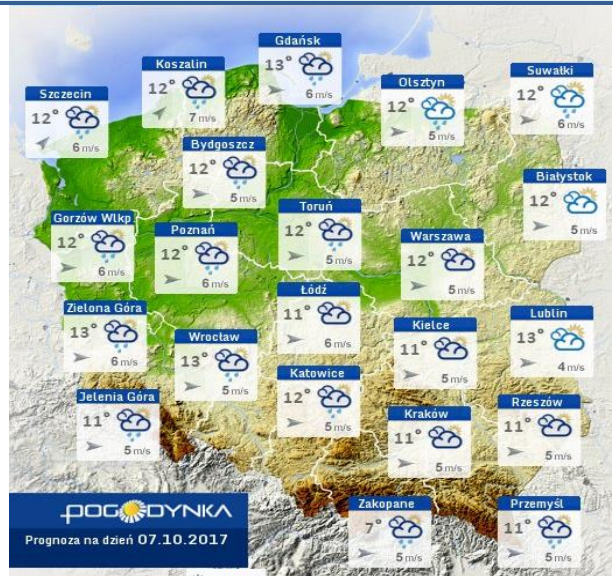 Gdańsk
13°
6 m/s
Koszalin
12°
7 m/s
Szczecin
12°
6 m/s
Olsztyn
12°
5 m/s
Suwałki
12°
6 m/s
Bydgoszcz
12°
5 m/s
Białystok
12°
5 m/s
Gorzów Wlkp
12°
6 m/s
Poznań
12°
6 m/s
Toruń
12°
5 m/s
Warszawa
12°
5 m/s
Zielona Góra
13°
6 m/s
Wrocław
13°
5 m/s
Łódź
11°
6 m/s
Kielce
11°
5 m/s
Lublin
13°
4 m/s
Jelenia Góra
11°
5 m/s
Katowice
12°
5 m/s
Kraków
11°
5 m/s
Rzeszów
11°
5 m/s
Zakopane
7°
5 m/s
Przemyśl
11°
5 m/s
POGODYNKA
Prognoza na dzień 07.10.2017